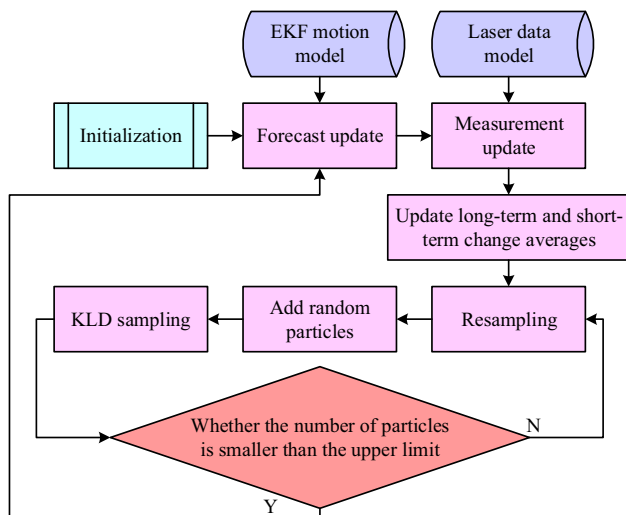 EKF motion
model
Laser data
model
Initialization
Forecast update
Measurement
update
Update long-term and short-
term change averages
KLD sampling
Add random
particles
Resampling
Whether the number of particles
is smaller than the upper limit
N
Y